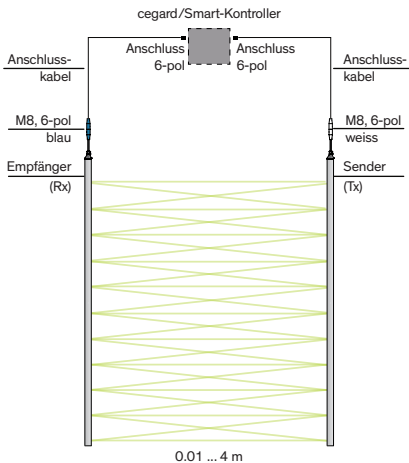 cegard/Smart-Kontroller
Anschluss
6-pol
Anschluss
6-pol
Anschluss-
kabel
Anschluss-
kabel
M8, 6-pol
blau
M8, 6-pol
weiss
Empfänger
(Rx)
Sender
(Tx)
0.01 ... 4 m